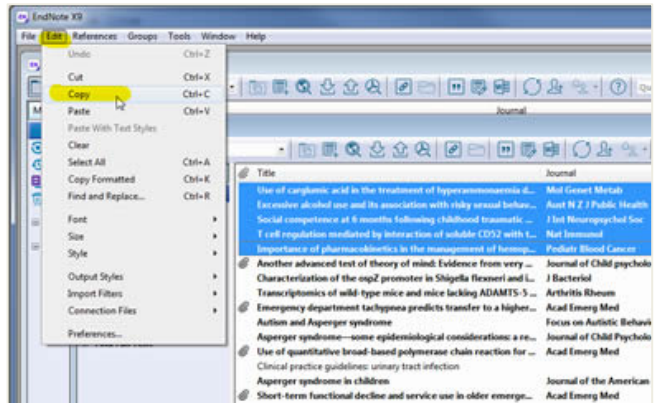 EndNote X9
File Edit References Groups Tools Window Help
Undo Ctrl+Z
Cut Ctrl+X
Copy Ctrl+C
Paste Ctrl+V
Paste With Text Styles
Clear
Select All Ctrl+A
Copy Formatted Ctrl+K
Find and Replace... Ctrl+R
Font
Size
Style
Output Styles
Import Filters
Connection Files
Preferences...
Journal
Title Journal
Use of carglumic acid in the treatment of hyperammonaemia d... Mol Genet Metab
Excessive alcohol use and its association with risky sexual behav... Aust N Z J Public Health
Social competence at 6 months following childhood traumatic ... J Int Neuropsychol Soc
T cell regulation mediated by interaction of soluble CD52 with t... Nat Immunol
Importance of pharmacokinetics in the management of hemop... Pediatr Blood Cancer
Another advanced test of theory of mind: Evidence from very ... Journal of Child psycholo
Characterization of the ospZ promoter in Shigella flexneri and i... J Bacteriol
Transcriptomics of wild-type mice and mice lacking ADAMTS-5 ... Arthritis Rheum
Emergency department tachypnea predicts transfer to a higher... Acad Emerg Med
Autism and Asperger syndrome Focus on Autistic Behavi
Asperger syndrome—some epidemiological considerations: a re... Journal of Child Psycholo
Use of quantitative broad-based polymerase chain reaction for ... Acad Emerg Med
Clinical practice guidelines: urinary tract infection
Asperger syndrome in children Journal of the American
Short-term functional decline and service use in older emerge... Acad Emerg Med